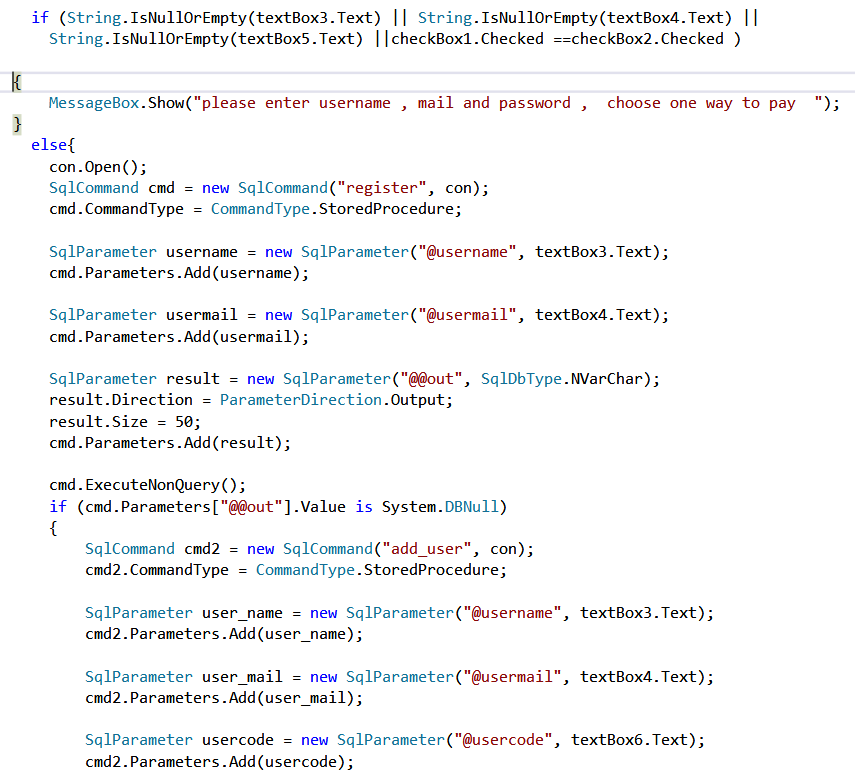 if (String.IsNullOrEmpty(textBox3.Text) || String.IsNullOrEmpty(textBox4.Text) ||
String.IsNullOrEmpty(textBox5.Text) ||checkBox1.Checked ==checkBox2.Checked )
{
MessageBox.Show("please enter username , mail and password ,  choose one way to pay  ");
}
else{
con.Open();
SqlCommand cmd = new SqlCommand("register", con);
cmd.CommandType = CommandType.StoredProcedure;
SqlParameter username = new SqlParameter("@username", textBox3.Text);
cmd.Parameters.Add(username);
SqlParameter usermail = new SqlParameter("@usermail", textBox4.Text);
cmd.Parameters.Add(usermail);
SqlParameter result = new SqlParameter("@@out", SqlDbType.NVarChar);
result.Direction = ParameterDirection.Output;
result.Size = 50;
cmd.Parameters.Add(result);
cmd.ExecuteNonQuery();
if (cmd.Parameters["@@out"].Value is System.DBNull)
{
SqlCommand cmd2 = new SqlCommand("add_user", con);
cmd2.CommandType = CommandType.StoredProcedure;
SqlParameter user_name = new SqlParameter("@username", textBox3.Text);
cmd2.Parameters.Add(user_name);
SqlParameter user_mail = new SqlParameter("@usermail", textBox4.Text);
cmd2.Parameters.Add(user_mail);
SqlParameter usercode = new SqlParameter("@usercode", textBox6.Text);
cmd2.Parameters.Add(usercode);